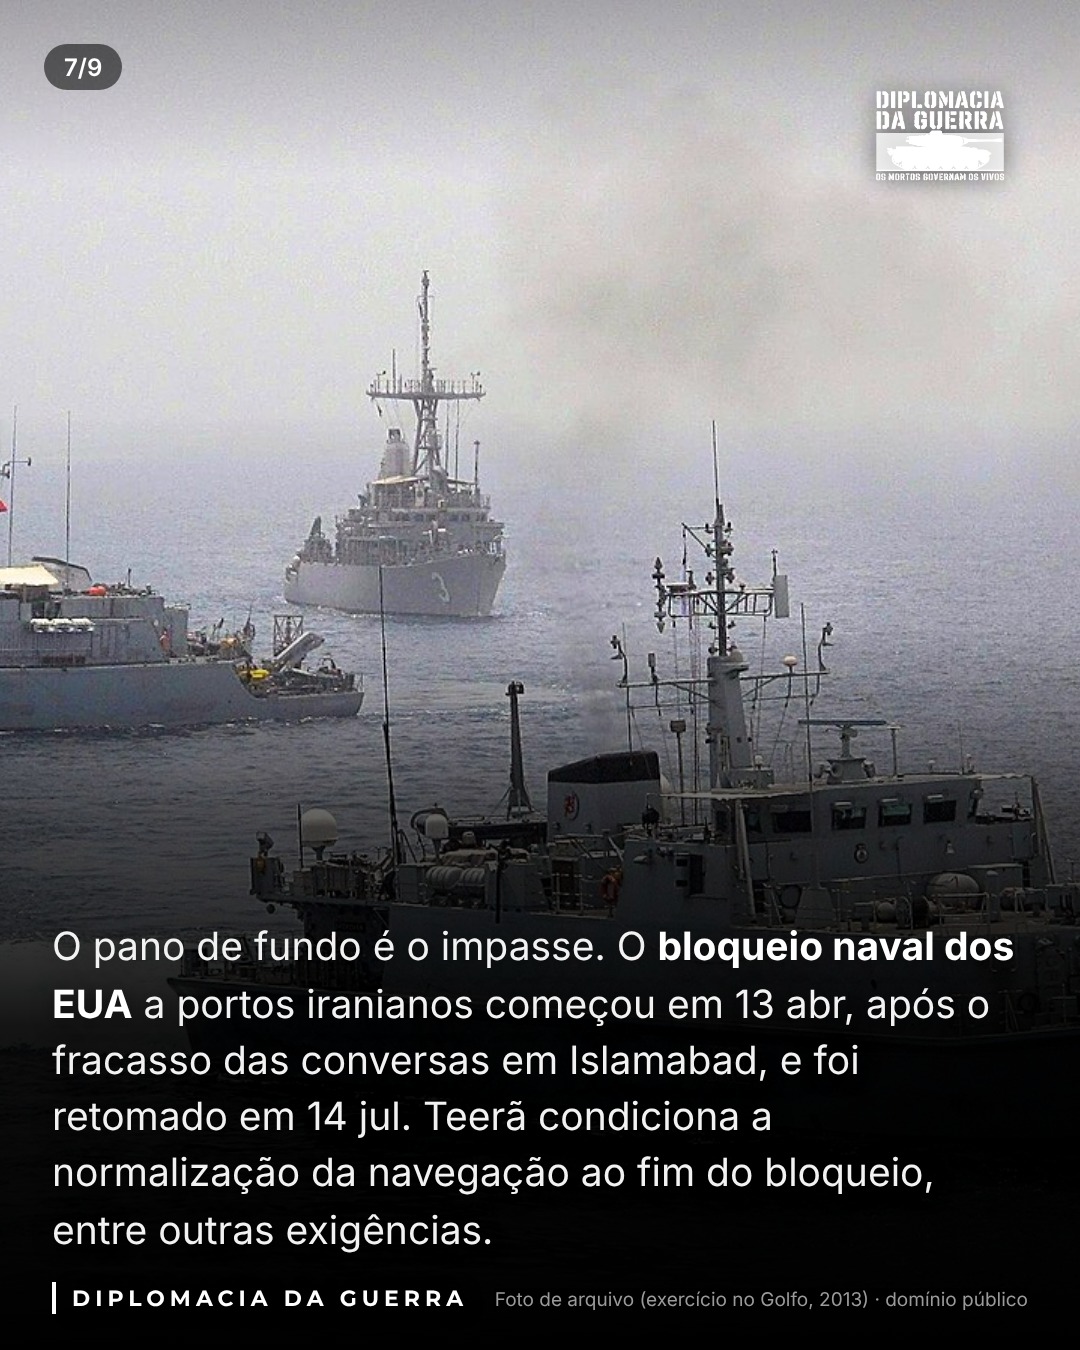 7/9
DIPLOMACIA
DA GUERRA
OS MORTOS GOVERNAM OS VIVOS
3
O pano de fundo é o impasse. O bloqueio naval dos
EUA a portos iranianos começou em 13 abr, após o
fracasso das conversas em Islamabad, e foi
retomado em 14 jul. Teerã condiciona a
normalização da navegação ao fim do bloqueio,
entre outras exigências.
DIPLOMACIA DA GUERRA
Foto de arquivo (exercício no Golfo, 2013) · domínio público